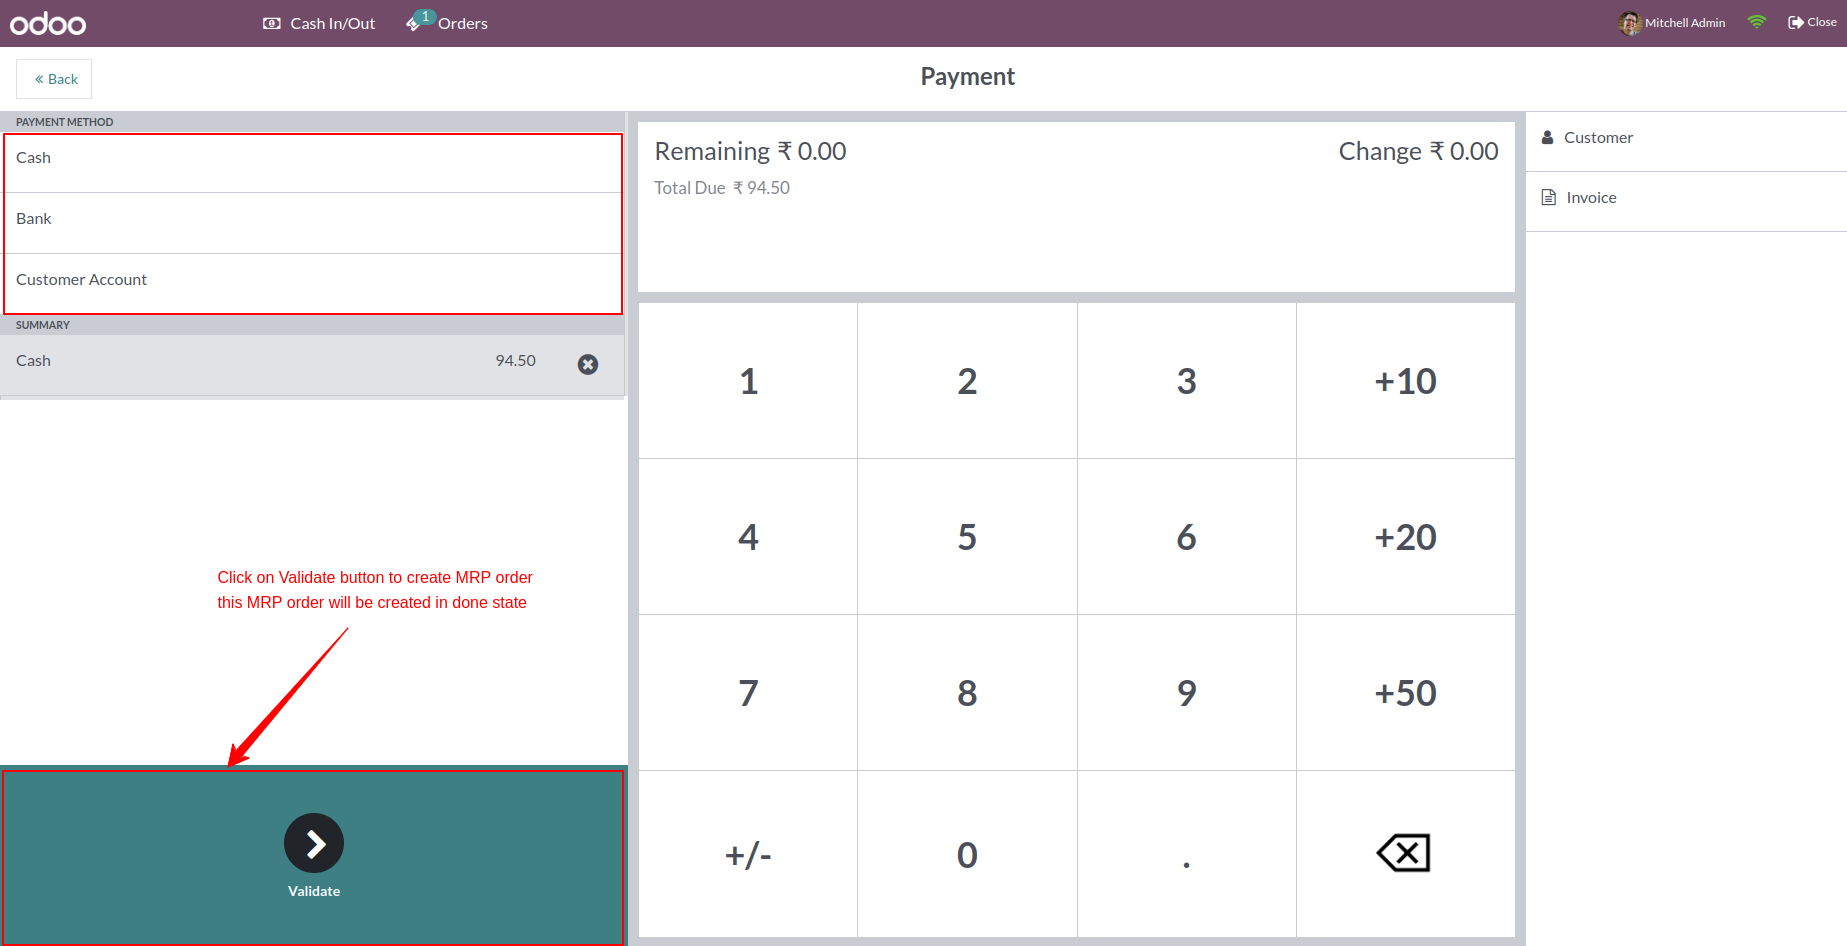 odoo
Cash In/Out
1
Orders
Mitchell Admin
Close
« Back
Payment
PAYMENT METHOD
Cash
Bank
Customer Account
SUMMARY
Cash 94.50
Click on Validate button to create MRP order
this MRP order will be created in done state
Validate
Remaining ₹ 0.00
Change ₹ 0.00
Total Due ₹ 94.50
1 2 3 +10
4 5 6 +20
7 8 9 +50
+/- 0 .
Customer
Invoice